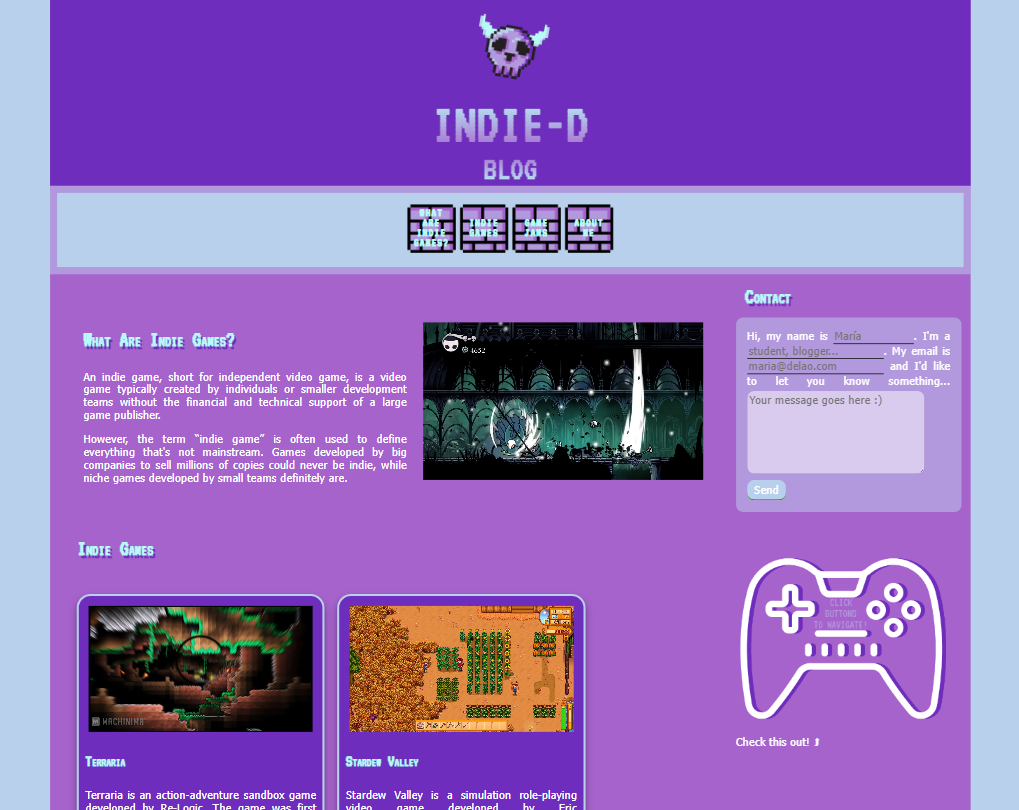 INDIE-D
BLOG
WHAT
ARE
INDIE
GAMES?
INDIE
GAMES
GAME
JAMS
ABOUT
ME
Contact
What Are Indie Games?
An indie game, short for independent video game, is a video
game typically created by individuals or smaller development
teams without the financial and technical support of a large
game publisher.
However, the term “indie game” is often used to define
everything that's not mainstream. Games developed by big
companies to sell millions of copies could never be indie, while
niche games developed by small teams definitely are.
4652
Hi, my name is María. I'm a
student, blogger... . My email is
maria@delao.com and I'd like
to let you know something...
Your message goes here :)
Send
Indie Games
MACHINIMA
Terraria
Terraria is an action-adventure sandbox game
developed by Re-Logic. The game was first
Stardew Valley
Stardew Valley is a simulation role-playing
video game developed by Eric
CLICK
BUTTONS
TO NAVIGATE!
Check this out!